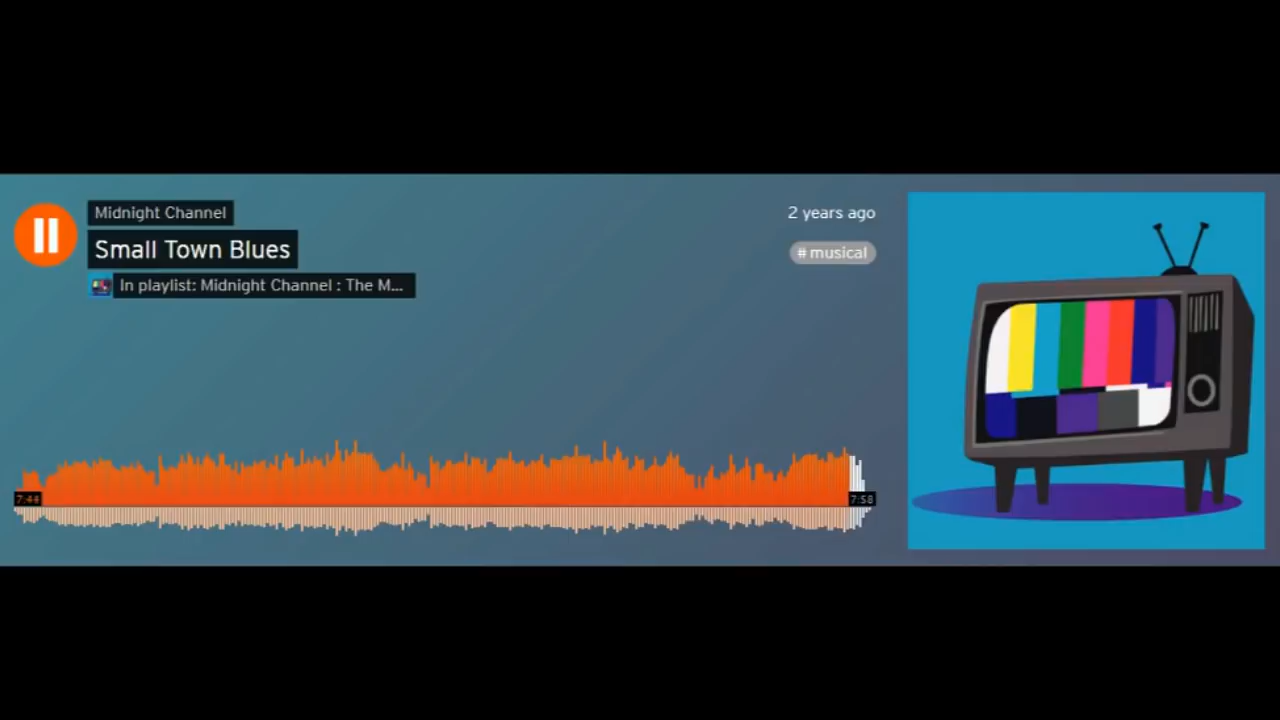 Midnight Channel
2 years ago
Small Town Blues
#musical
In playlist: Midnight Channel : The M...
7:44
7:58